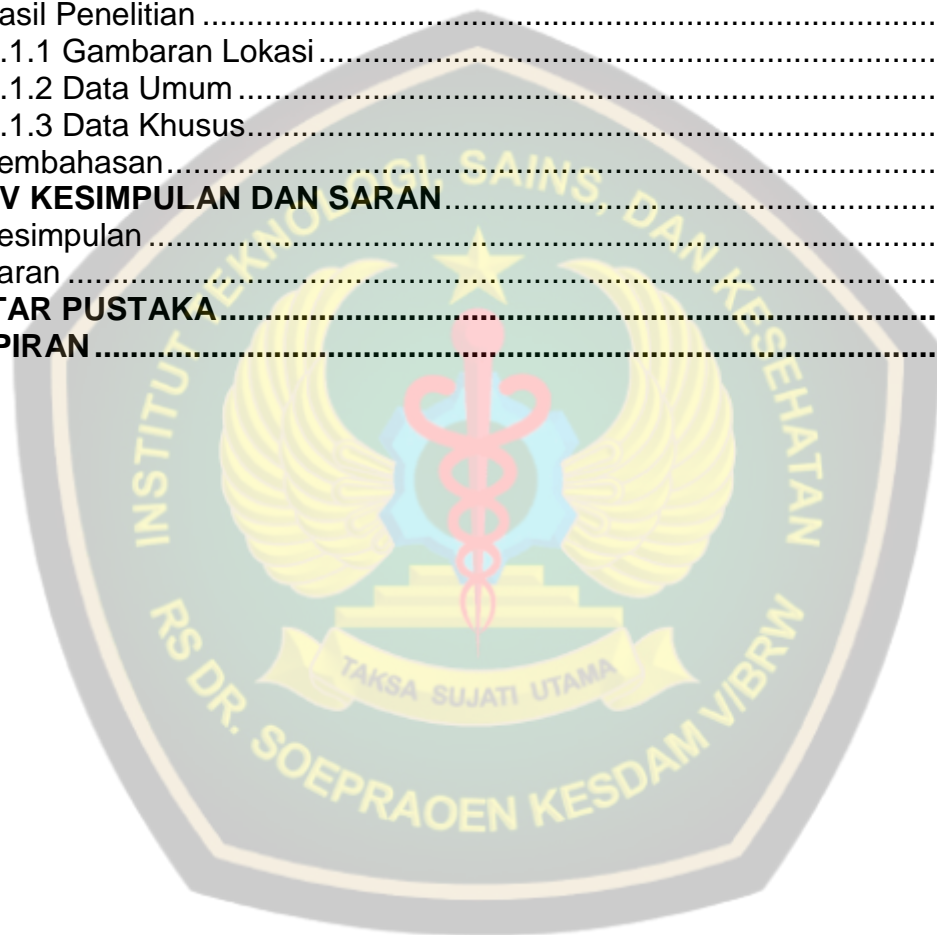 asil Penelitian ........................................................................................
.1.1 Gambaran Lokasi ........................................................................
.1.2 Data Umum ..................................................................................
.1.3 Data Khusus.................................................................................
embahasan............................................................................................
V KESIMPULAN DAN SARAN..........................................................
esimpulan ..............................................................................................
aran ........................................................................................................
TAR PUSTAKA.....................................................................................
PIRAN.....................................................................................................
INSTITUT TEKNOLOGI, SAINS, DAN KESEHATAN
TAKSA SUJATI UTAMA
RS DR. SOEPRAOEN KESDAM V/BRW